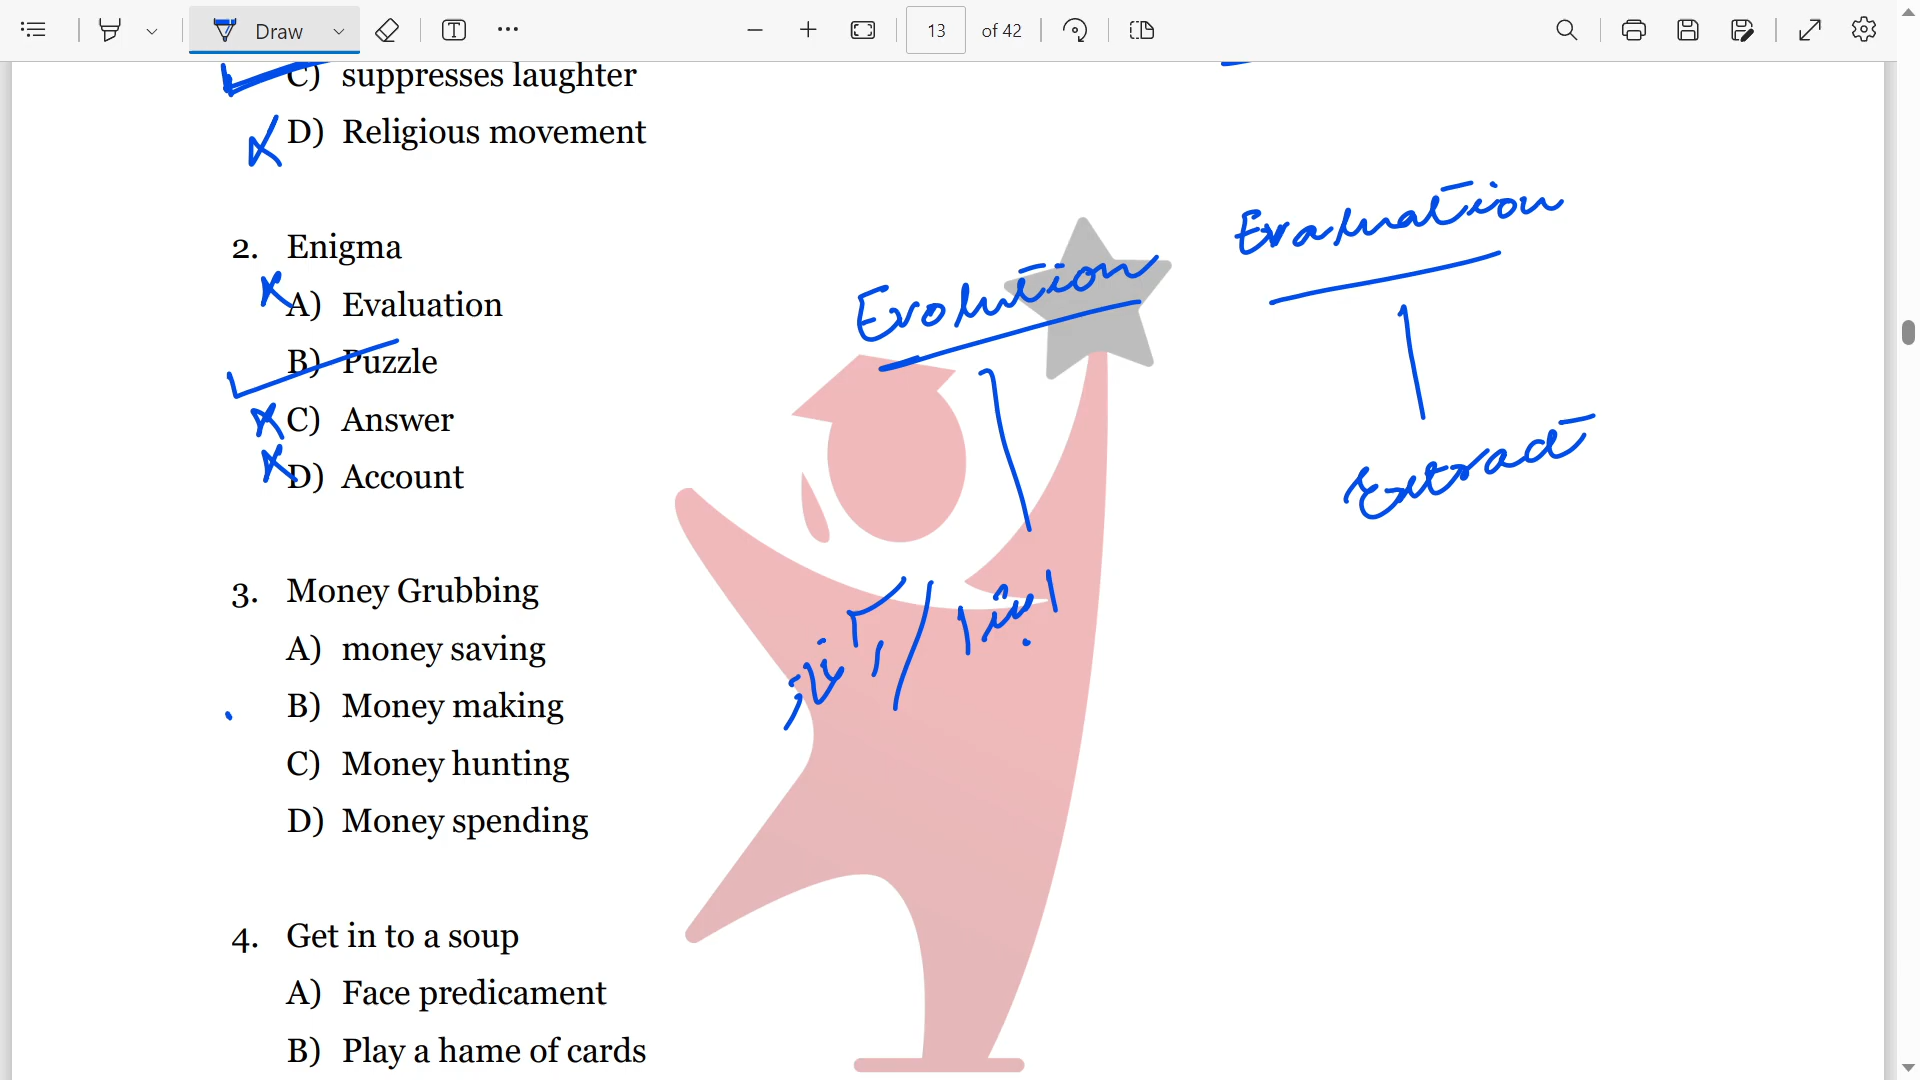 Draw
13 of 42
C) suppresses laughter
D) Religious movement
2. Enigma
A) Evaluation
B) Puzzle
C) Answer
D) Account
Evolution
Evaluation
Extract
3. Money Grubbing
A) money saving
B) Money making
C) Money hunting
D) Money spending
4. Get in to a soup
A) Face predicament
B) Play a hame of cards